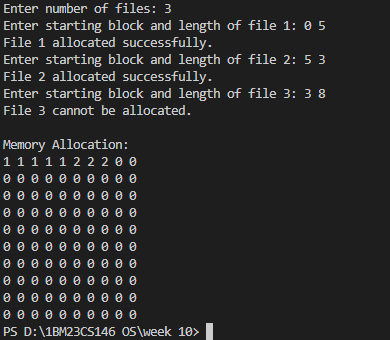 Enter number of files: 3
Enter starting block and length of file 1: 0 5
File 1 allocated successfully.
Enter starting block and length of file 2: 5 3
File 2 allocated successfully.
Enter starting block and length of file 3: 3 8
File 3 cannot be allocated.

Memory Allocation:
1 1 1 1 1 2 2 2 0 0
0 0 0 0 0 0 0 0 0 0
0 0 0 0 0 0 0 0 0 0
0 0 0 0 0 0 0 0 0 0
0 0 0 0 0 0 0 0 0 0
0 0 0 0 0 0 0 0 0 0
0 0 0 0 0 0 0 0 0 0
0 0 0 0 0 0 0 0 0 0
0 0 0 0 0 0 0 0 0 0
0 0 0 0 0 0 0 0 0 0
PS D:\1BM23CS146 OS\week 10>